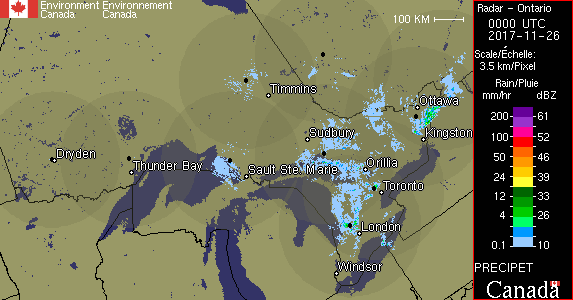 Environment Environnement
Canada Canada
100 KM
Timmins
Ottawa
Sudbury
Kingston
Dryden
Thunder Bay
Sault Ste. Marie
Orillia
Toronto
London
Windsor
Radar - Ontario
0000 UTC
2017-11-26
Scale/Échelle:
3.5 km/Pixel
Rain/Pluie
mm/hr dBZ
200 61
100 52
50 46
24 39
12 33
4 26
0.1 10
PRECIPET
Canada